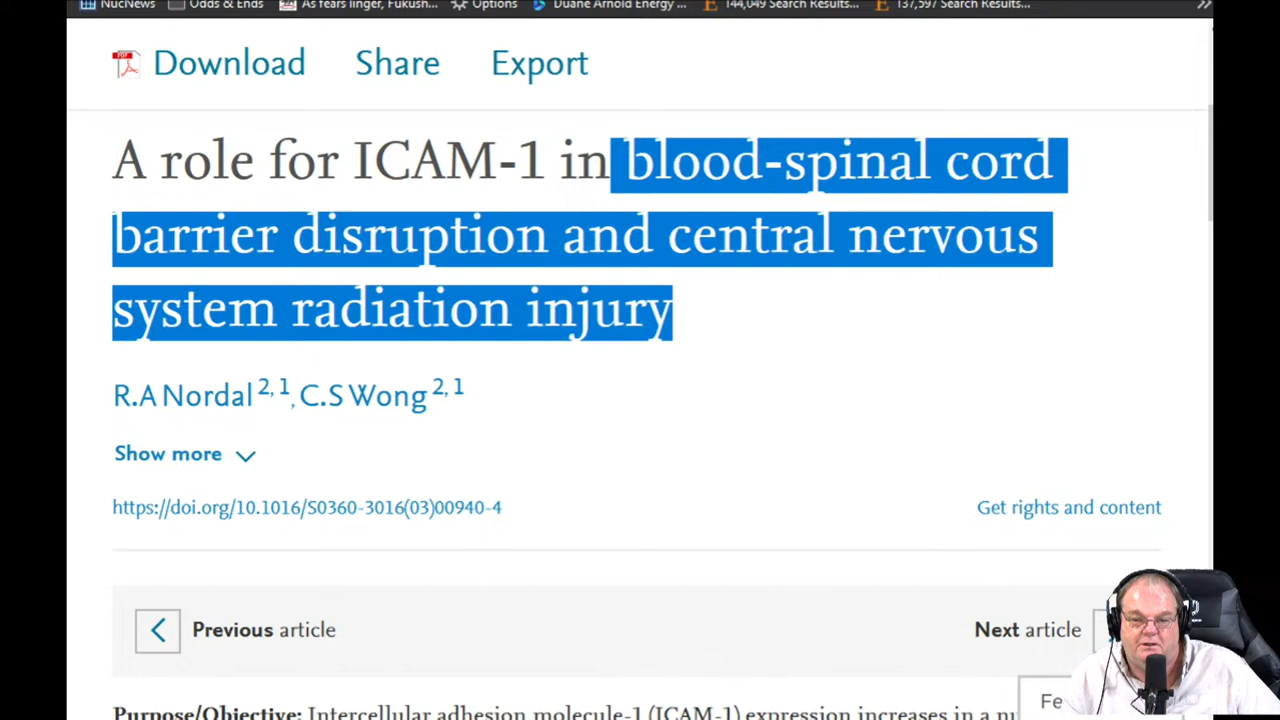 NucNews Odds & Ends As fears linger, Fukush... Options Duane Arnold Energy ... 144,049 Search Results... 137,597 Search Results... »
Download Share Export
A role for ICAM-1 in blood-spinal cord
barrier disruption and central nervous
system radiation injury
R.A Nordal 2, 1, C.S Wong 2, 1
Show more
https://doi.org/10.1016/S0360-3016(03)00940-4 Get rights and content
Previous article Next article
Purpose/Objective: Intercellular adhesion molecule-1 (ICAM-1) expression increases in a
Fe